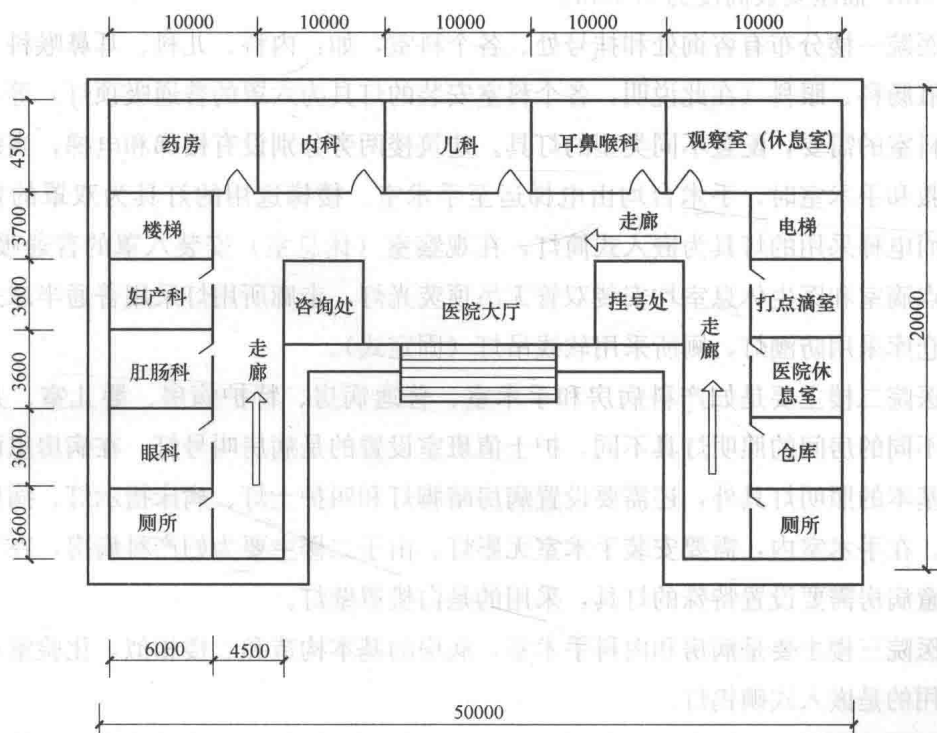 10000 10000 10000 10000 10000
4500 药房 内科 儿科 耳鼻喉科 观察室(休息室)
3700 楼梯 走廊 电梯
3600 妇产科 咨询处 医院大厅 挂号处 打点滴室
20000
3600 肛肠科 走廊 走廊 医院休
息室
3600 眼科 仓库
3600 厕所 厕所
6000 4500
50000